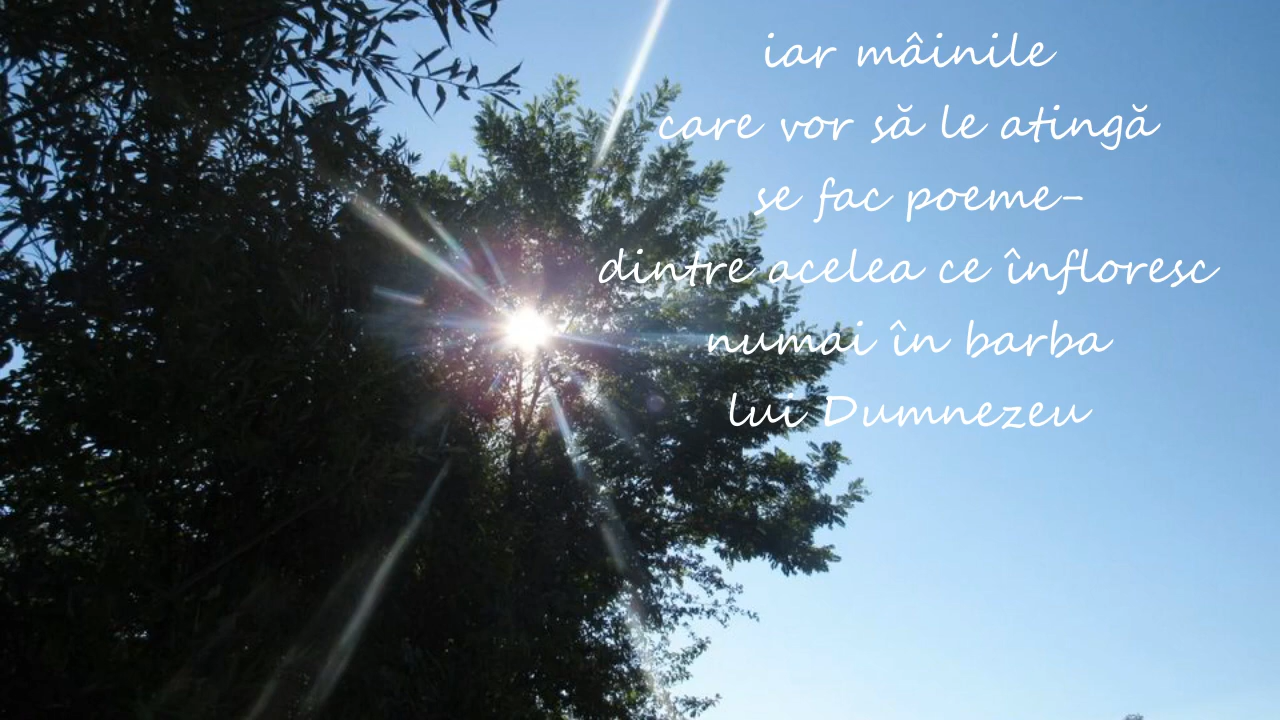 iar mâinile
care vor să le atingă
se fac poeme-
dintre acelea ce înfloresc
numai în barba
lui Dumnezeu